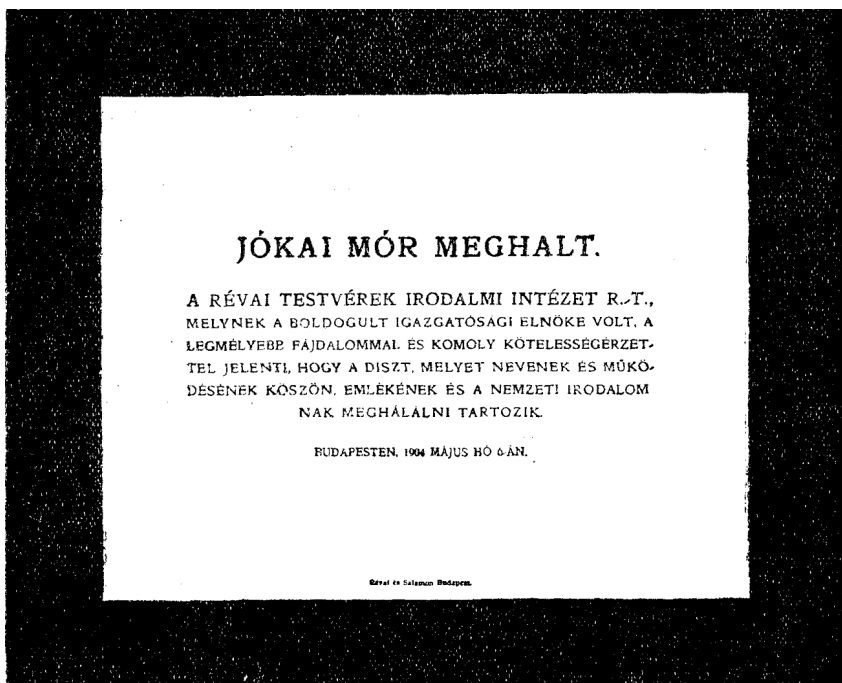 JÓKAI MÓR MEGHALT.
A RÉVAI TESTVÉREK IRODALMI INTÉZET R.-T.,
MELYNEK A BOLDOGULT IGAZGATÓSÁGI ELNÖKE VOLT, A
LEGMÉLYEBB FÁJDALOMMAL ÉS KOMOLY KÖTELESSÉGÉRZET-
TEL JELENTI, HOGY A DISZT, MELYET NEVENEK ÉS MŰKÖ-
DÉSÉNEK KÖSZÖN, EMLÉKÉNEK ÉS A NEMZETI IRODALOM
NAK MEGHÁLÁLNI TARTOZIK.
BUDAPESTEN, 1904 MÁJUS HÓ 6-ÁN.
Révai és Salamon Budapest.